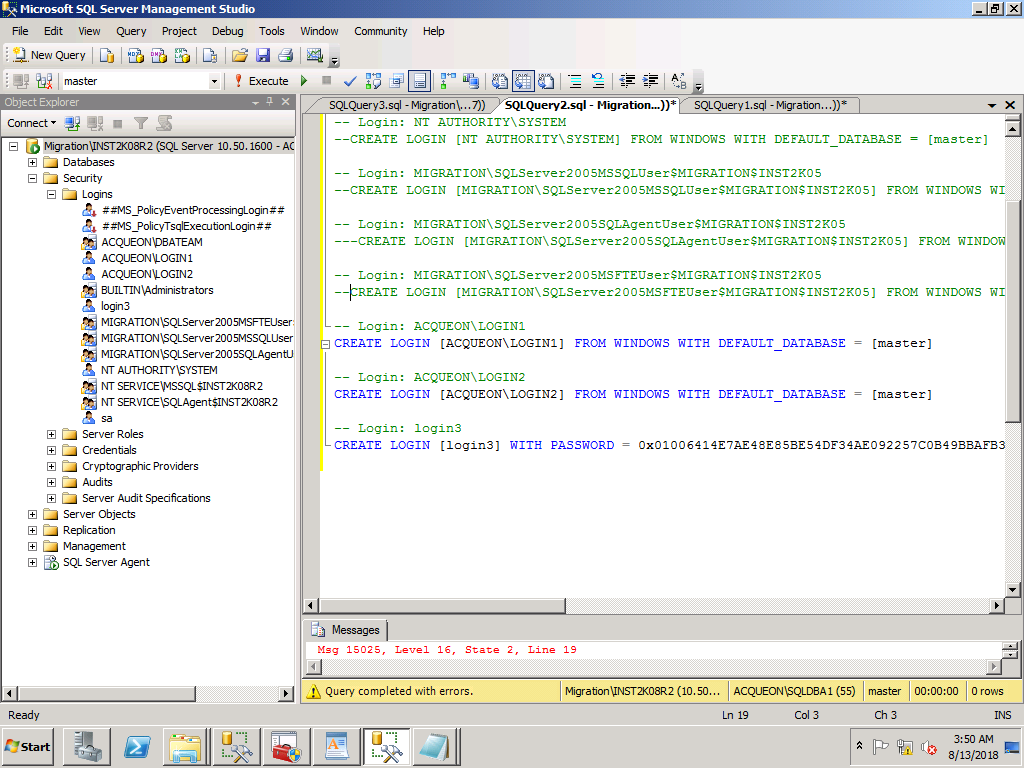 Microsoft SQL Server Management Studio
File Edit View Query Project Debug Tools Window Community Help
New Query
master Execute
Object Explorer
Connect
Migration\INST2K08R2 (SQL Server 10.50.1600 - AC
Databases
Security
Logins
##MS_PolicyEventProcessingLogin##
##MS_PolicyTsqlExecutionLogin##
ACQUEON\DBATEAM
ACQUEON\LOGIN1
ACQUEON\LOGIN2
BUILTIN\Administrators
login3
MIGRATION\SQLServer2005MSFTEUser
MIGRATION\SQLServer2005MSSQLUser
MIGRATION\SQLServer2005SQLAgentU
NT AUTHORITY\SYSTEM
NT SERVICE\MSSQL$INST2K08R2
NT SERVICE\SQLAgent$INST2K08R2
sa
Server Roles
Credentials
Cryptographic Providers
Audits
Server Audit Specifications
Server Objects
Replication
Management
SQL Server Agent
SQLQuery3.sql - Migration\...7)) SQLQuery2.sql - Migration...))* SQLQuery1.sql - Migration...))*
-- Login: NT AUTHORITY\SYSTEM
--CREATE LOGIN [NT AUTHORITY\SYSTEM] FROM WINDOWS WITH DEFAULT_DATABASE = [master]
-- Login: MIGRATION\SQLServer2005MSSQLUser$MIGRATION$INST2K05
--CREATE LOGIN [MIGRATION\SQLServer2005MSSQLUser$MIGRATION$INST2K05] FROM WINDOWS WI
-- Login: MIGRATION\SQLServer2005SQLAgentUser$MIGRATION$INST2K05
---CREATE LOGIN [MIGRATION\SQLServer2005SQLAgentUser$MIGRATION$INST2K05] FROM WINDOW
-- Login: MIGRATION\SQLServer2005MSFTEUser$MIGRATION$INST2K05
--CREATE LOGIN [MIGRATION\SQLServer2005MSFTEUser$MIGRATION$INST2K05] FROM WINDOWS WI
-- Login: ACQUEON\LOGIN1
CREATE LOGIN [ACQUEON\LOGIN1] FROM WINDOWS WITH DEFAULT_DATABASE = [master]
-- Login: ACQUEON\LOGIN2
CREATE LOGIN [ACQUEON\LOGIN2] FROM WINDOWS WITH DEFAULT_DATABASE = [master]
-- Login: login3
CREATE LOGIN [login3] WITH PASSWORD = 0x01006414E7AE48E85BE54DF34AE092257C0B49BBAFB3
Messages
Msg 15025, Level 16, State 2, Line 19
Query completed with errors. Migration\INST2K08R2 (10.50... ACQUEON\SQLDBA1 (55) master 00:00:00 0 rows
Ready Ln 19 Col 3 Ch 3 INS
Start 3:50 AM
8/13/2018